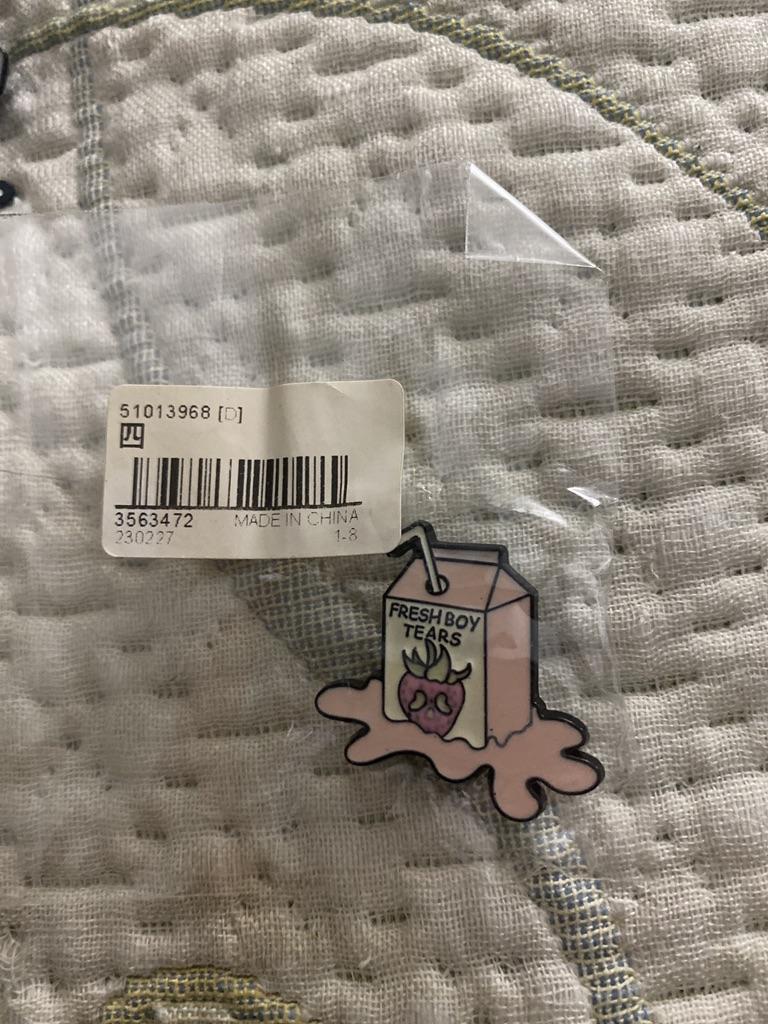 51013968 [D]
四
3563472 MADE IN CHINA
230227 1-8
FRESH BOY
TEARS